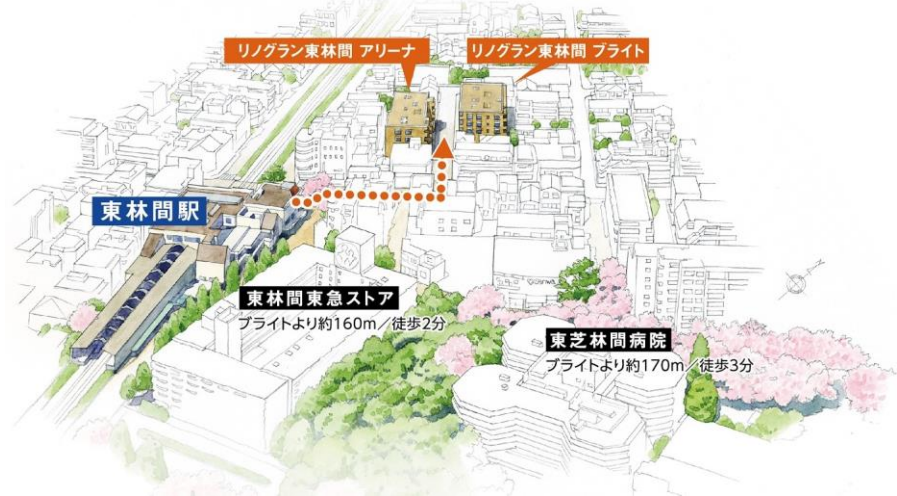 リノグラン東林間 アリーナ
リノグラン東林間 ブライト
東林間駅
東林間東急ストア
ブライトより約160m／徒歩2分
東芝林間病院
ブライトより約170m／徒歩3分